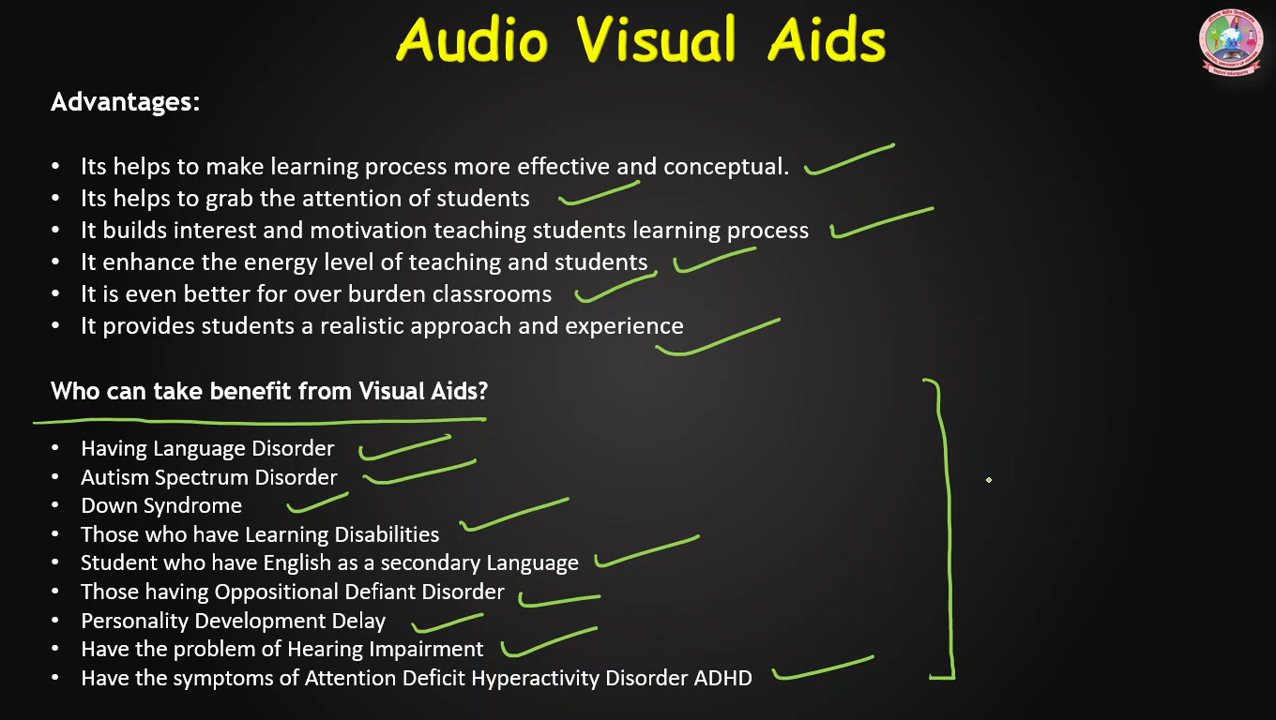 Audio Visual Aids
Advantages:
• Its helps to make learning process more effective and conceptual.
• Its helps to grab the attention of students
• It builds interest and motivation teaching students learning process
• It enhance the energy level of teaching and students
• It is even better for over burden classrooms
• It provides students a realistic approach and experience
Who can take benefit from Visual Aids?
• Having Language Disorder
• Autism Spectrum Disorder
• Down Syndrome
• Those who have Learning Disabilities
• Student who have English as a secondary Language
• Those having Oppositional Defiant Disorder
• Personality Development Delay
• Have the problem of Hearing Impairment
• Have the symptoms of Attention Deficit Hyperactivity Disorder ADHD